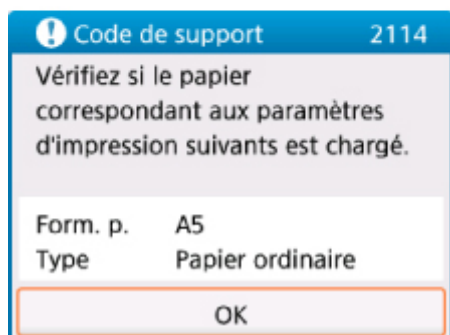 Code de support 2114
Vérifiez si le papier
correspondant aux paramètres
d'impression suivants est chargé.
Form. p. A5
Type Papier ordinaire
OK